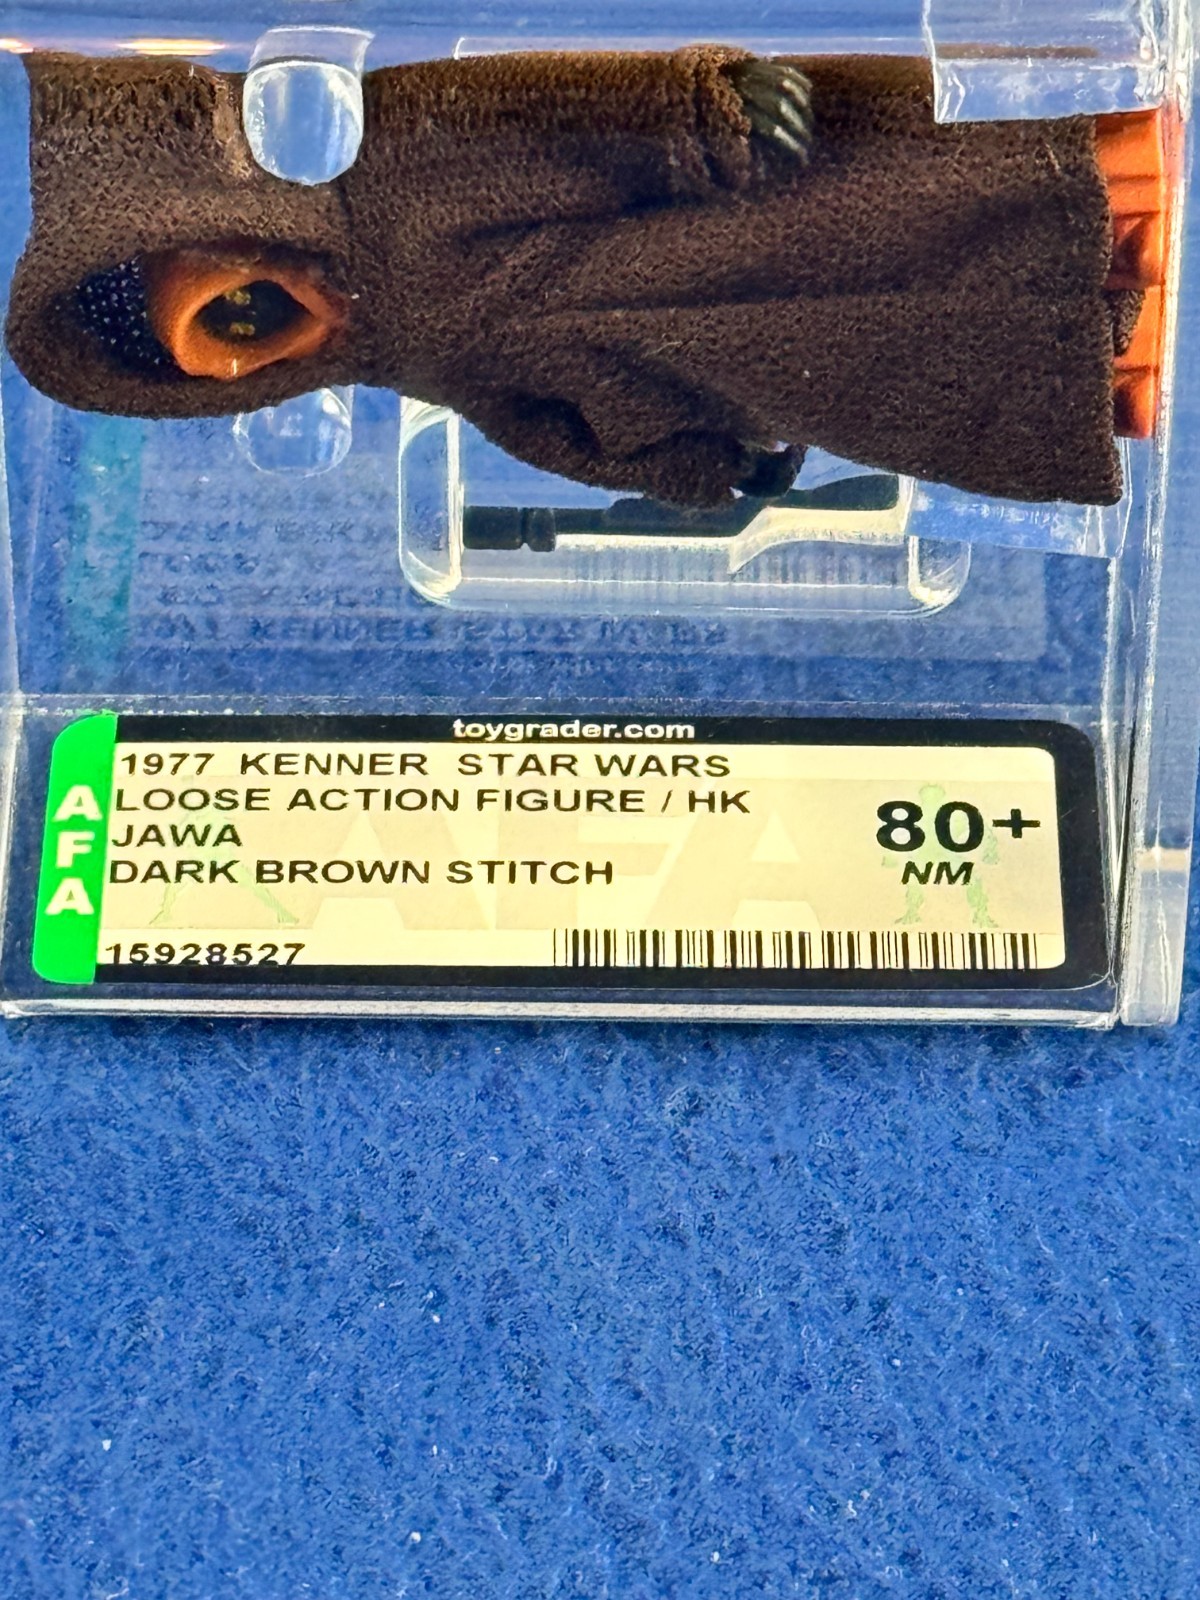 toygrader.com
AFA
1977 KENNER STAR WARS
LOOSE ACTION FIGURE / HK
JAWA
DARK BROWN STITCH
80+
NM
15928527